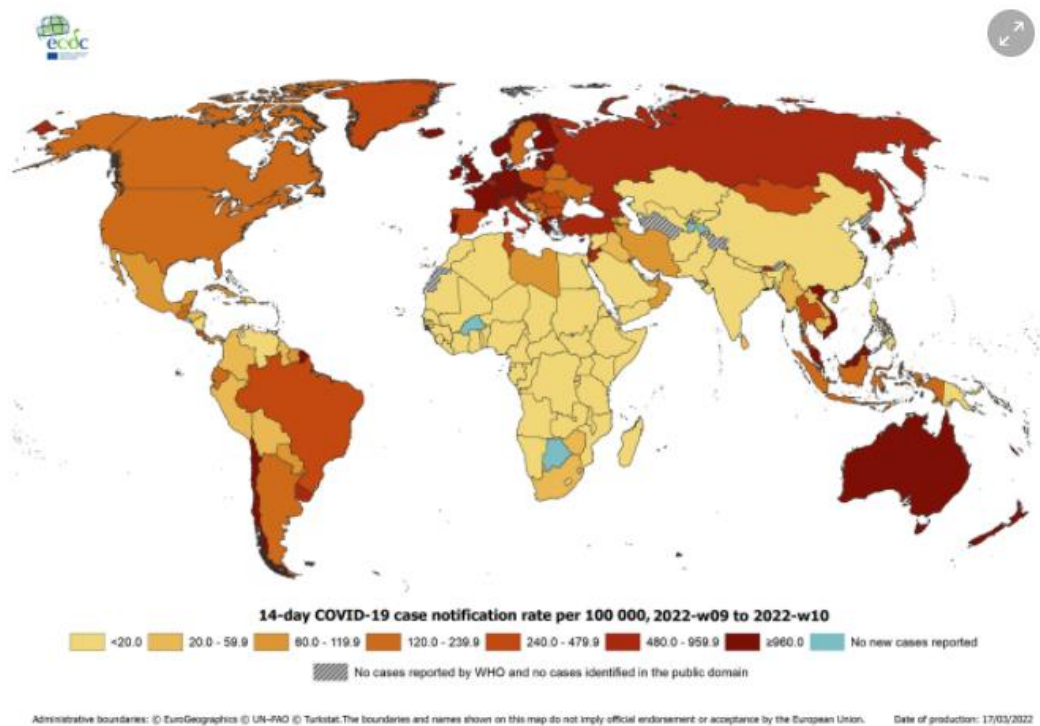 ecdc
14-day COVID-19 case notification rate per 100 000, 2022-w09 to 2022-w10
<20.0 20.0 - 59.9 60.0 - 119.9 120.0 - 239.9 240.0 - 479.9 480.0 - 959.9 ≥960.0 No new cases reported
No cases reported by WHO and no cases identified in the public domain
Administrative boundaries: © EuroGeographics © UN–FAO © Turkstat.The boundaries and names shown on this map do not imply official endorsement or acceptance by the European Union. Date of production: 17/03/2022